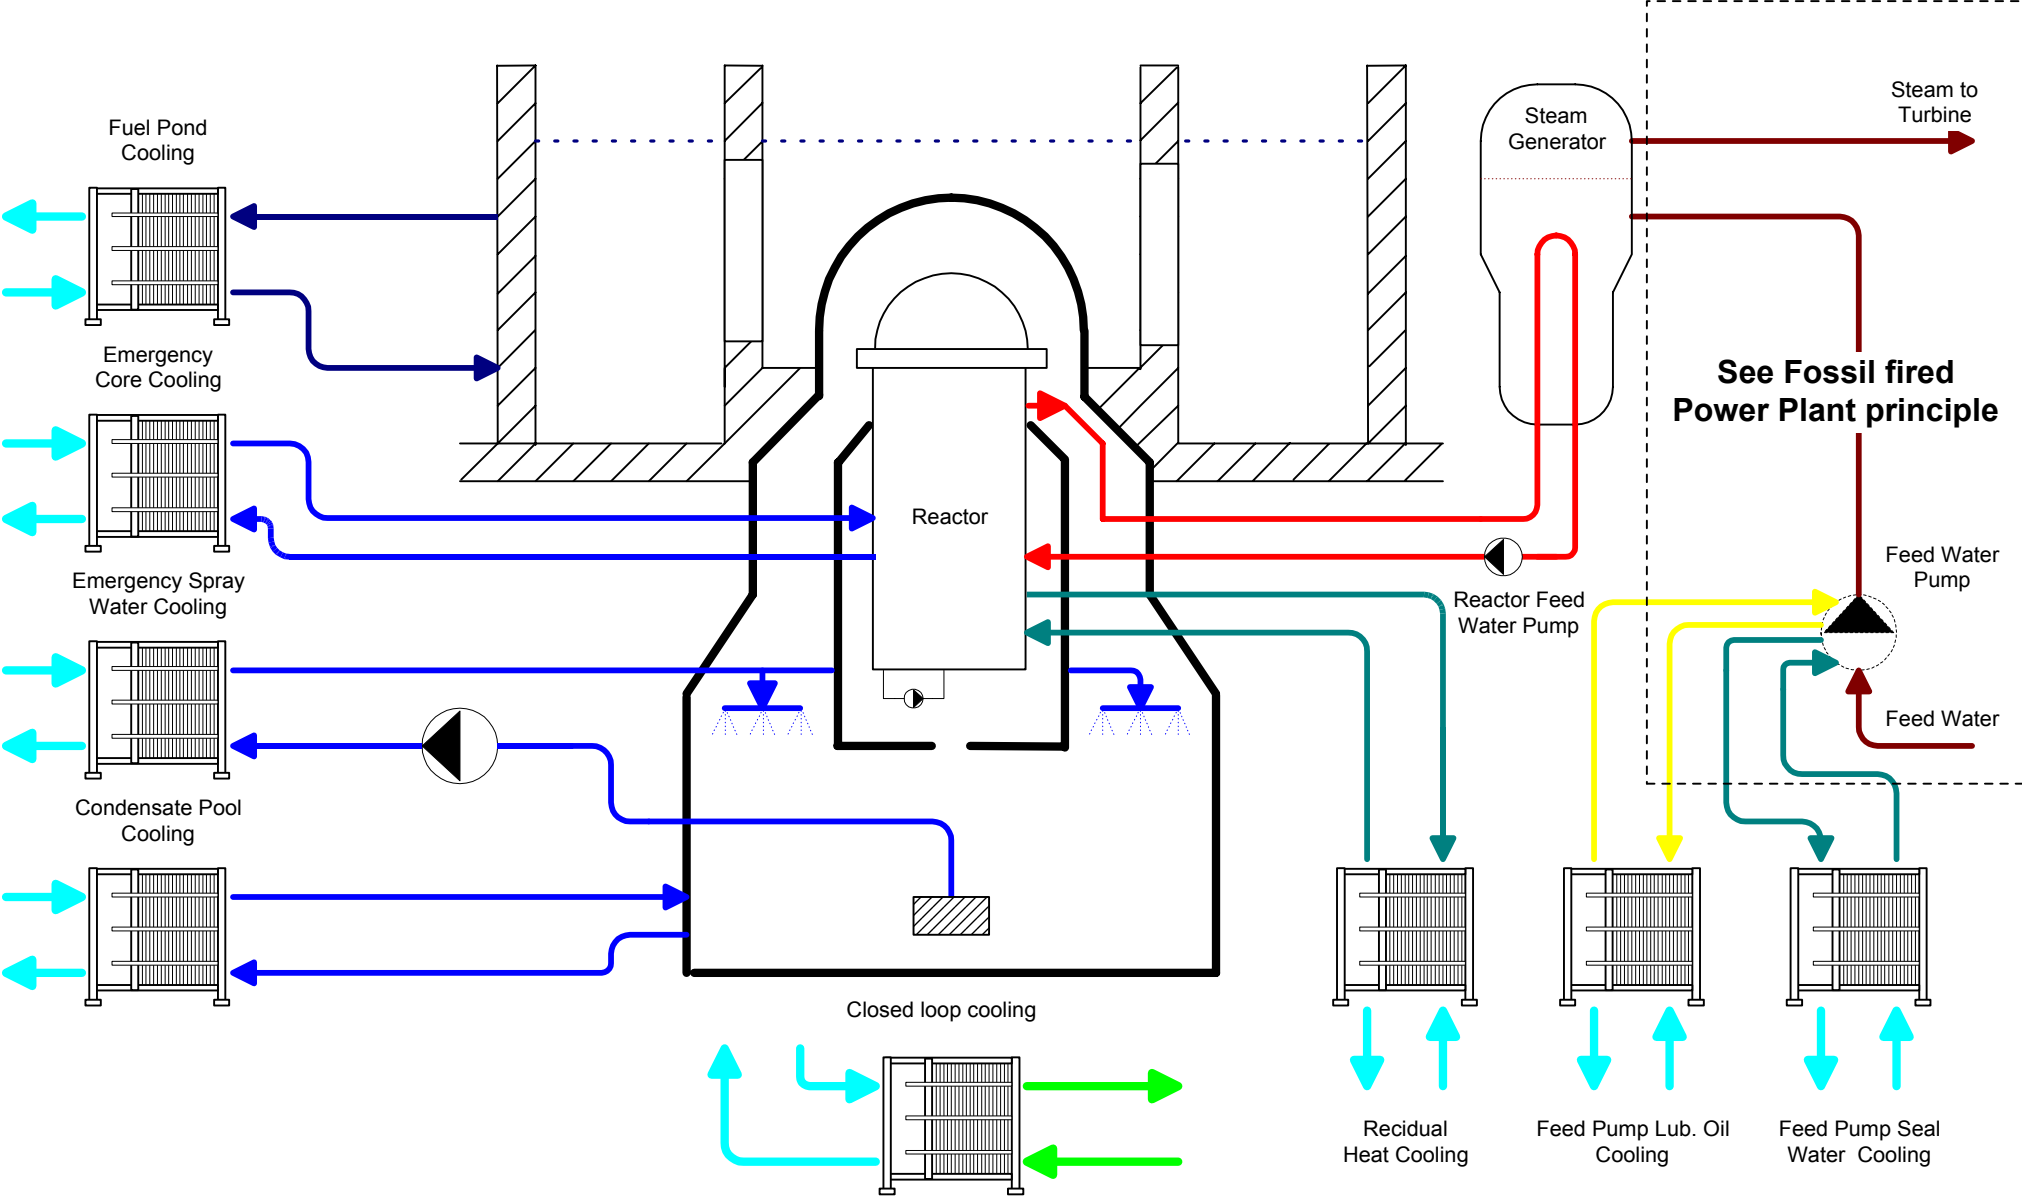 Steam to
Turbine
Steam
Generator
Fuel Pond
Cooling
Emergency
Core Cooling
See Fossil fired
Power Plant principle
Reactor
Feed Water
Pump
Emergency Spray
Water Cooling
Reactor Feed
Water Pump
Feed Water
Condensate Pool
Cooling
Closed loop cooling
Recidual
Heat Cooling
Feed Pump Lub. Oil
Cooling
Feed Pump Seal
Water Cooling